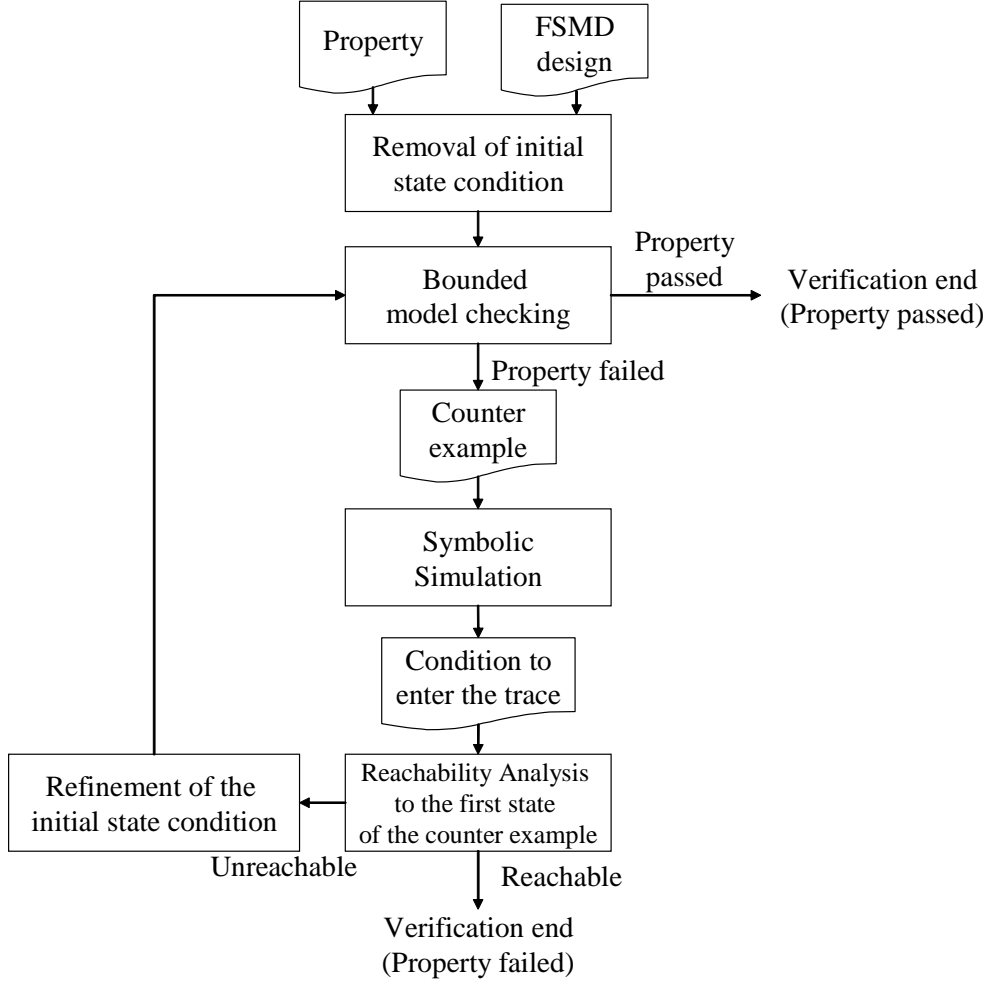 Property
FSMD
design
Removal of initial
state condition
Bounded
model checking
Property
passed
Verification end
(Property passed)
Property failed
Counter
example
Symbolic
Simulation
Condition to
enter the trace
Refinement of the
initial state condition
Reachability Analysis
to the first state
of the counter example
Unreachable
Reachable
Verification end
(Property failed)